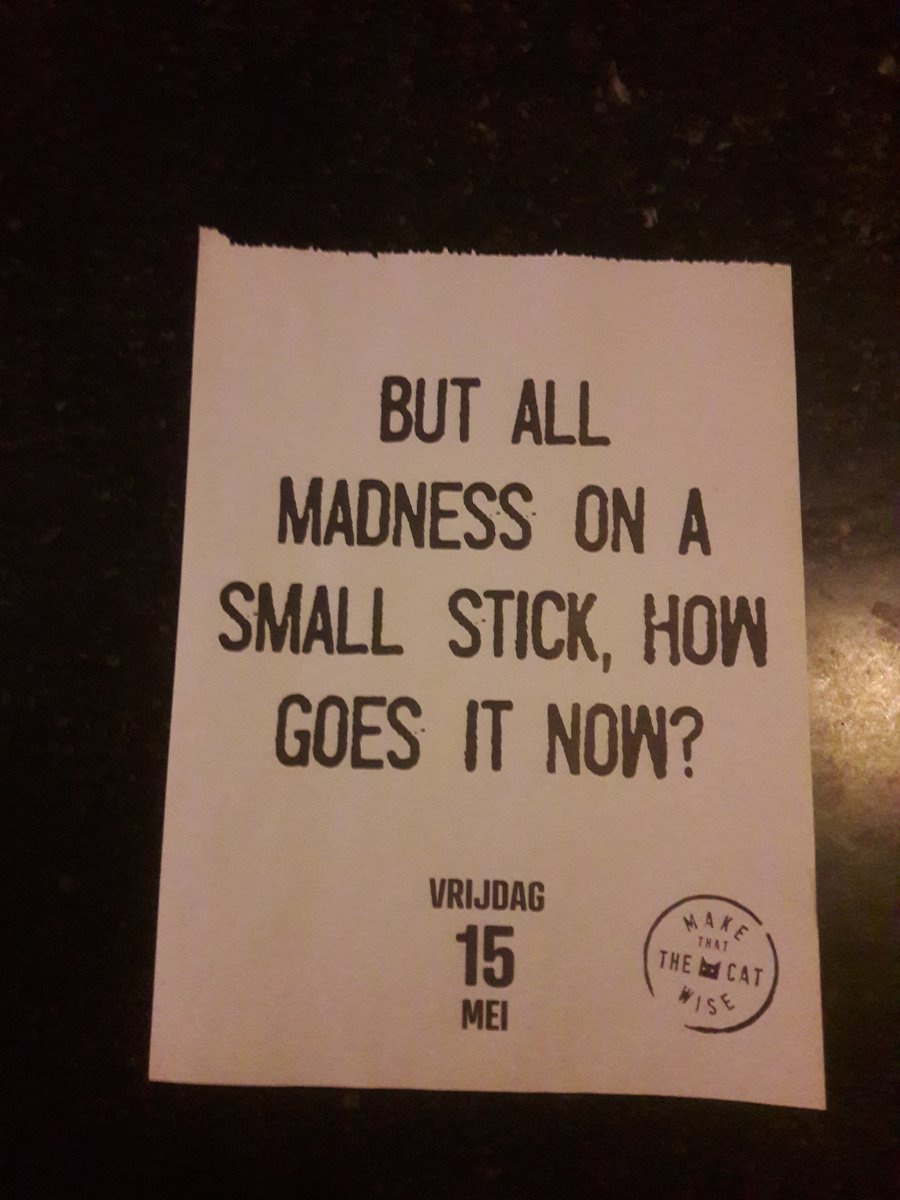 BUT ALL
MADNESS ON A
SMALL STICK, HOW
GOES IT NOW?
VRIJDAG
15
MEI
MAKE
THAT
THE CAT
WISE